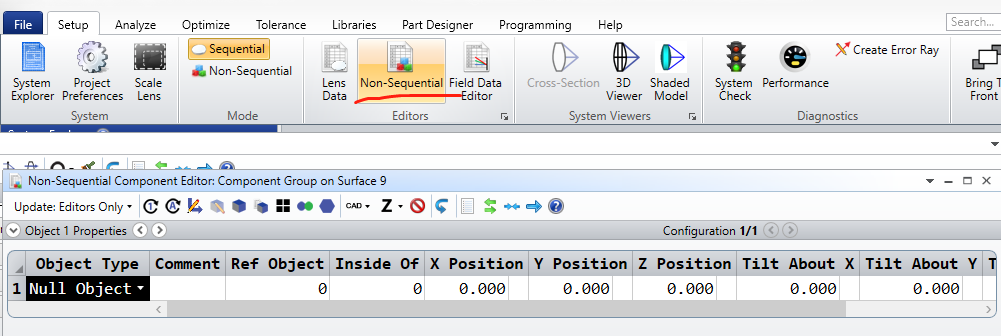 File Setup Analyze Optimize Tolerance Libraries Part Designer Programming Help Search...
System Explorer Project Preferences Scale Lens
System
Sequential
Non-Sequential
Mode
Lens Data Non-Sequential Field Data Editor
Editors
Cross-Section 3D Viewer Shaded Model
System Viewers
System Check Performance Create Error Ray
Diagnostics
Bring T
Front
Non-Sequential Component Editor: Component Group on Surface 9
Update: Editors Only CAD Z
Object 1 Properties Configuration 1/1
Object Type Comment Ref Object Inside Of X Position Y Position Z Position Tilt About X Tilt About Y T
1 Null Object 0 0 0.000 0.000 0.000 0.000 0.000